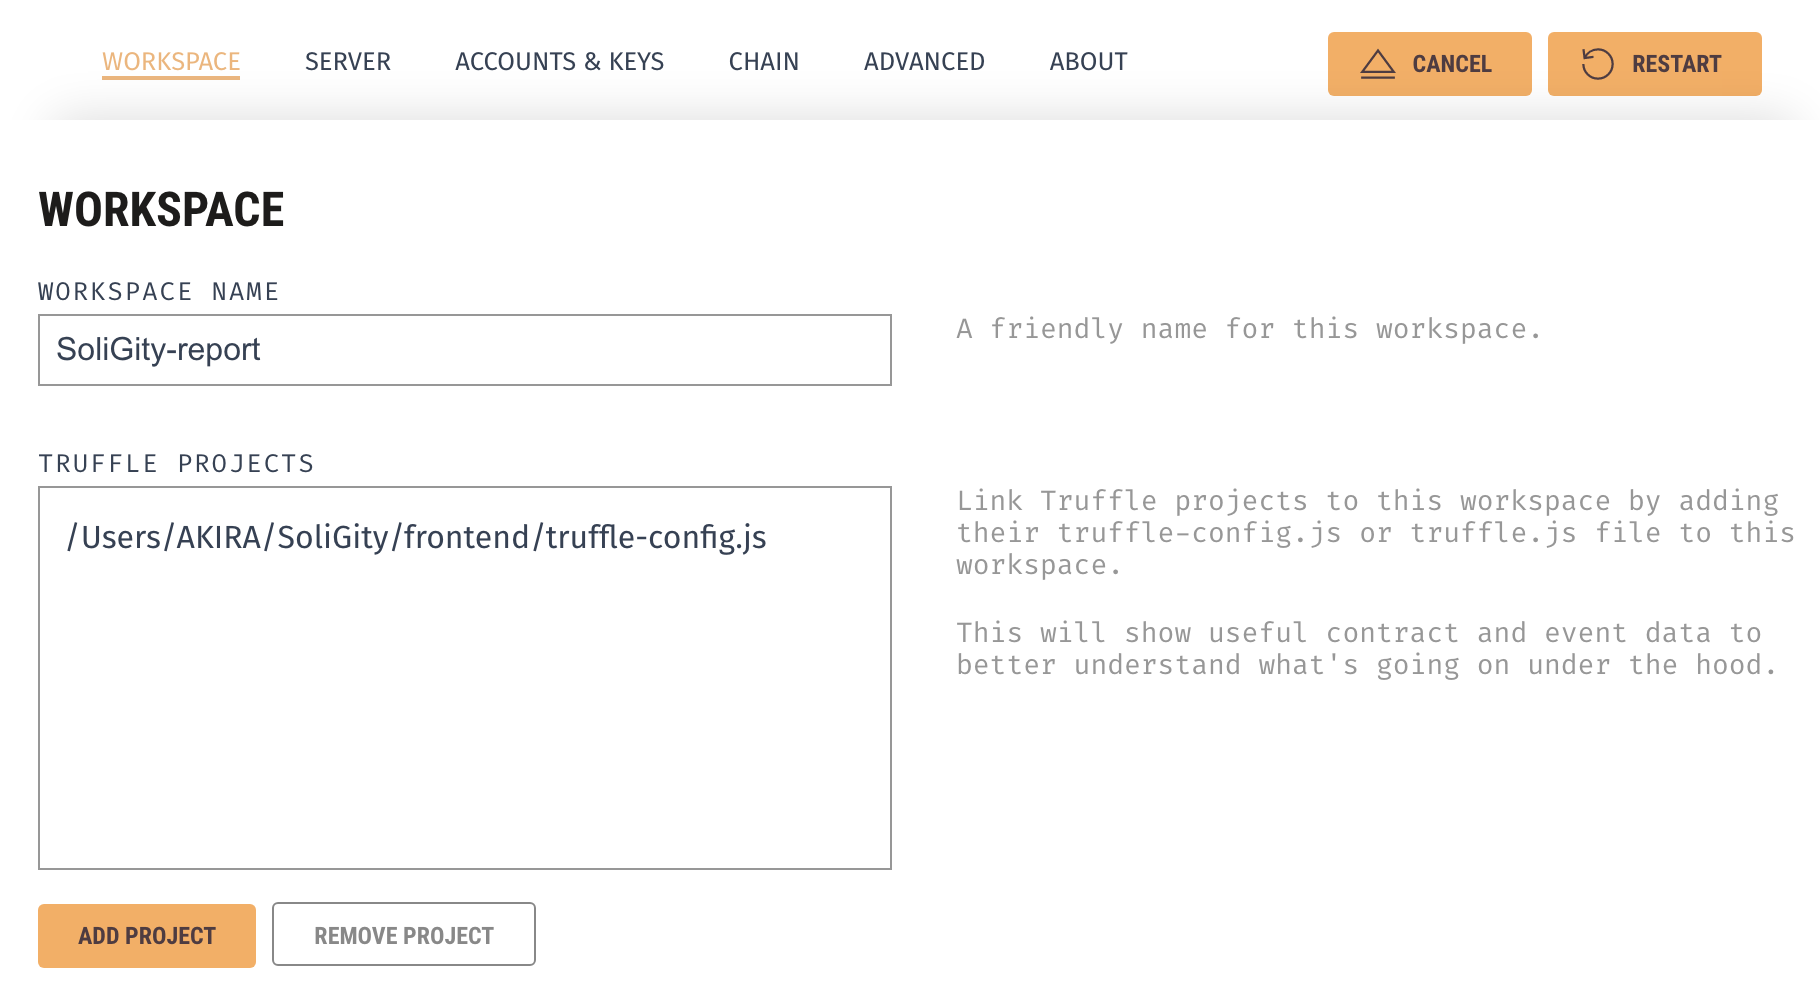 WORKSPACE SERVER ACCOUNTS & KEYS CHAIN ADVANCED ABOUT CANCEL RESTART
WORKSPACE
WORKSPACE NAME
SoliGity-report
A friendly name for this workspace.
TRUFFLE PROJECTS
/Users/AKIRA/SoliGity/frontend/truffle-config.js
Link Truffle projects to this workspace by adding
their truffle-config.js or truffle.js file to this
workspace.
This will show useful contract and event data to
better understand what's going on under the hood.
ADD PROJECT REMOVE PROJECT